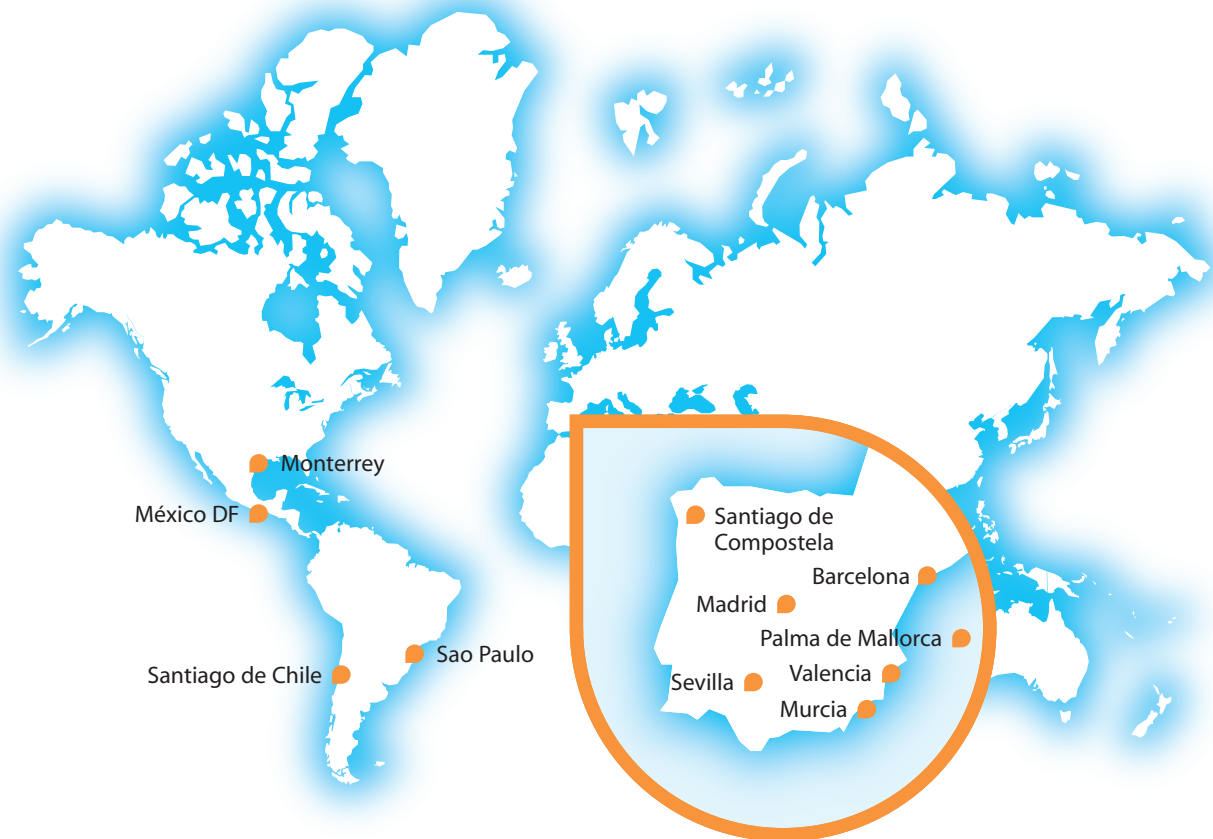 Monterrey
México DF
Sao Paulo
Santiago de Chile
Santiago de
Compostela
Barcelona
Madrid
Palma de Mallorca
Valencia
Sevilla
Murcia